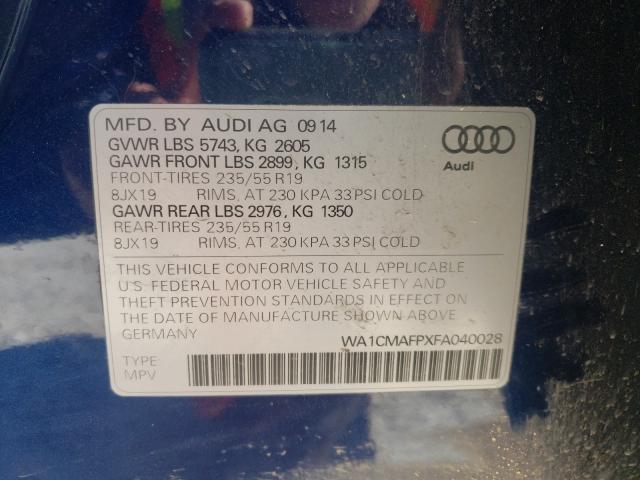 MFD. BY AUDI AG 09 14
GVWR LBS 5743, KG 2605
GAWR FRONT LBS 2899, KG 1315
FRONT-TIRES 235/55 R19
8JX19 RIMS, AT 230 KPA 33 PSI COLD
GAWR REAR LBS 2976, KG 1350
REAR-TIRES 235/55 R19
8JX19 RIMS, AT 230 KPA 33 PSI COLD
Audi
THIS VEHICLE CONFORMS TO ALL APPLICABLE
U.S. FEDERAL MOTOR VEHICLE SAFETY AND
THEFT PREVENTION STANDARDS IN EFFECT ON
THE DATE OF MANUFACTURE SHOWN ABOVE
GERMANY
WA1CMAFPXFA040028
TYPE:
MPV